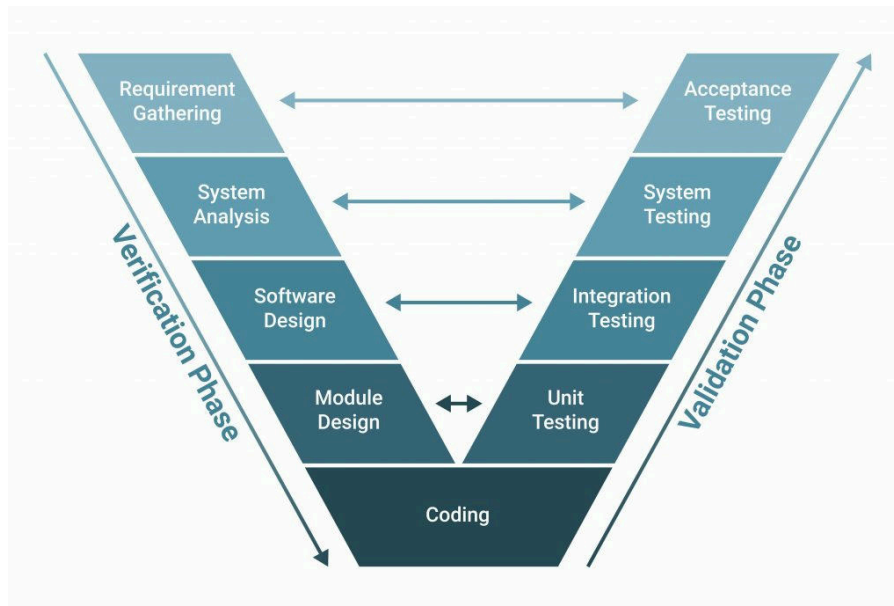 Requirement
Gathering
Acceptance
Testing
System
Analysis
System
Testing
Software
Design
Integration
Testing
Module
Design
Unit
Testing
Coding
Verification Phase
Validation Phase